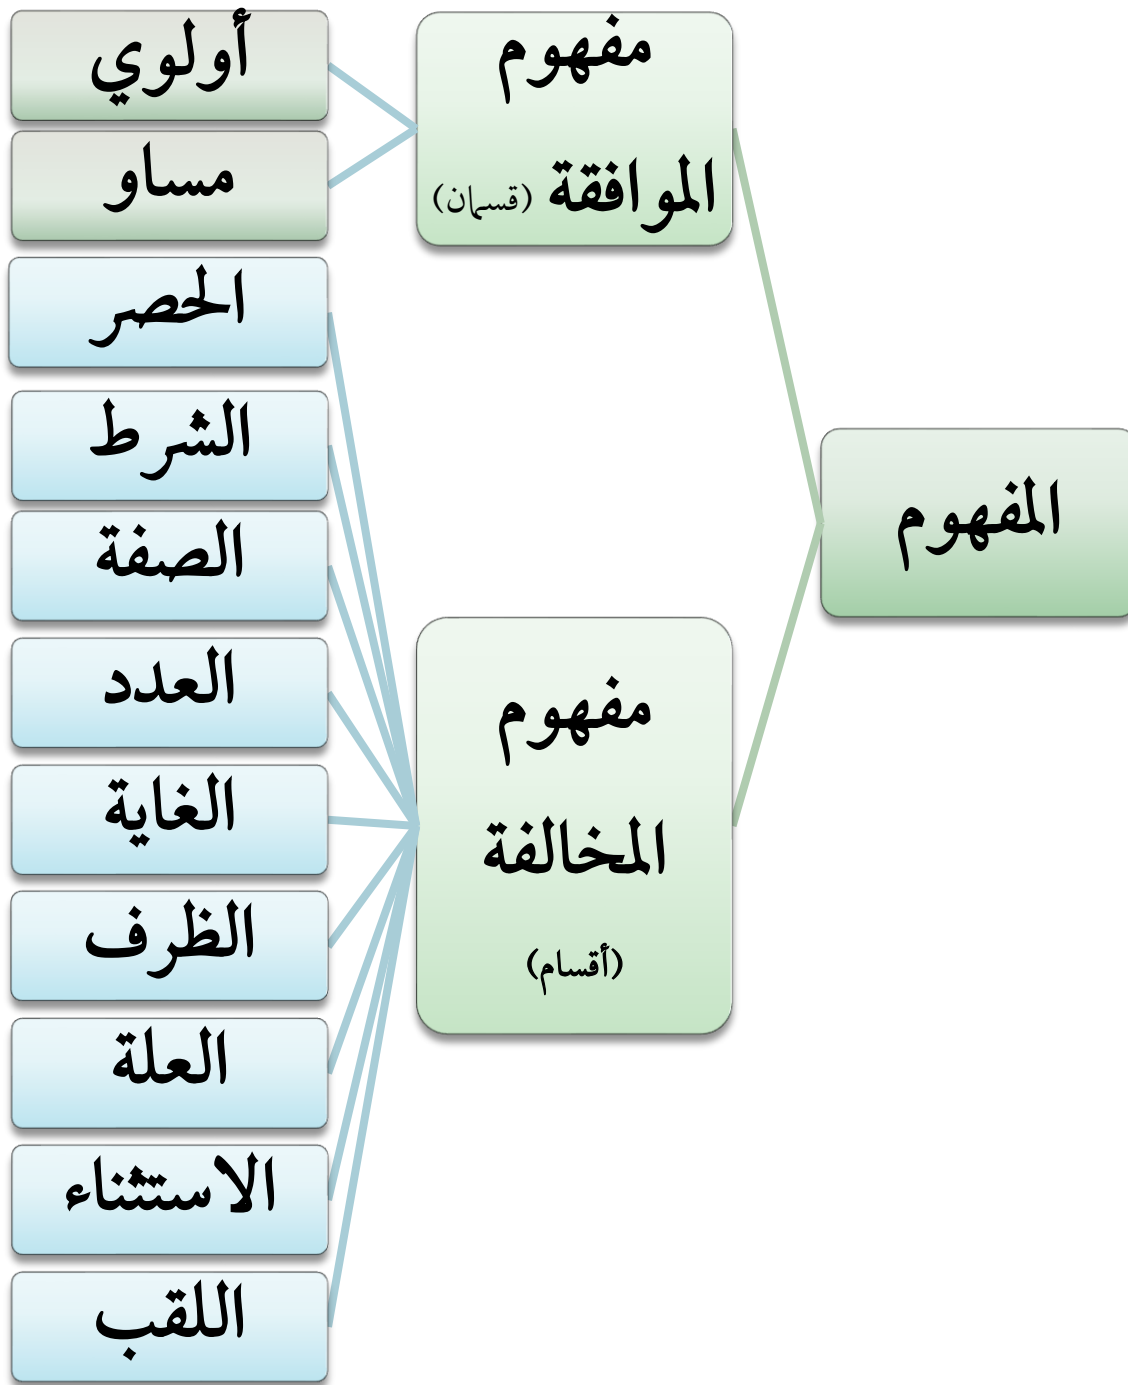 المفهوم
مفهوم
الموافقة (قسمان)
أولوي
مساو
مفهوم
المخالفة
(أقسام)
الحصر
الشرط
الصفة
العدد
الغاية
الظرف
العلة
الاستثناء
اللقب